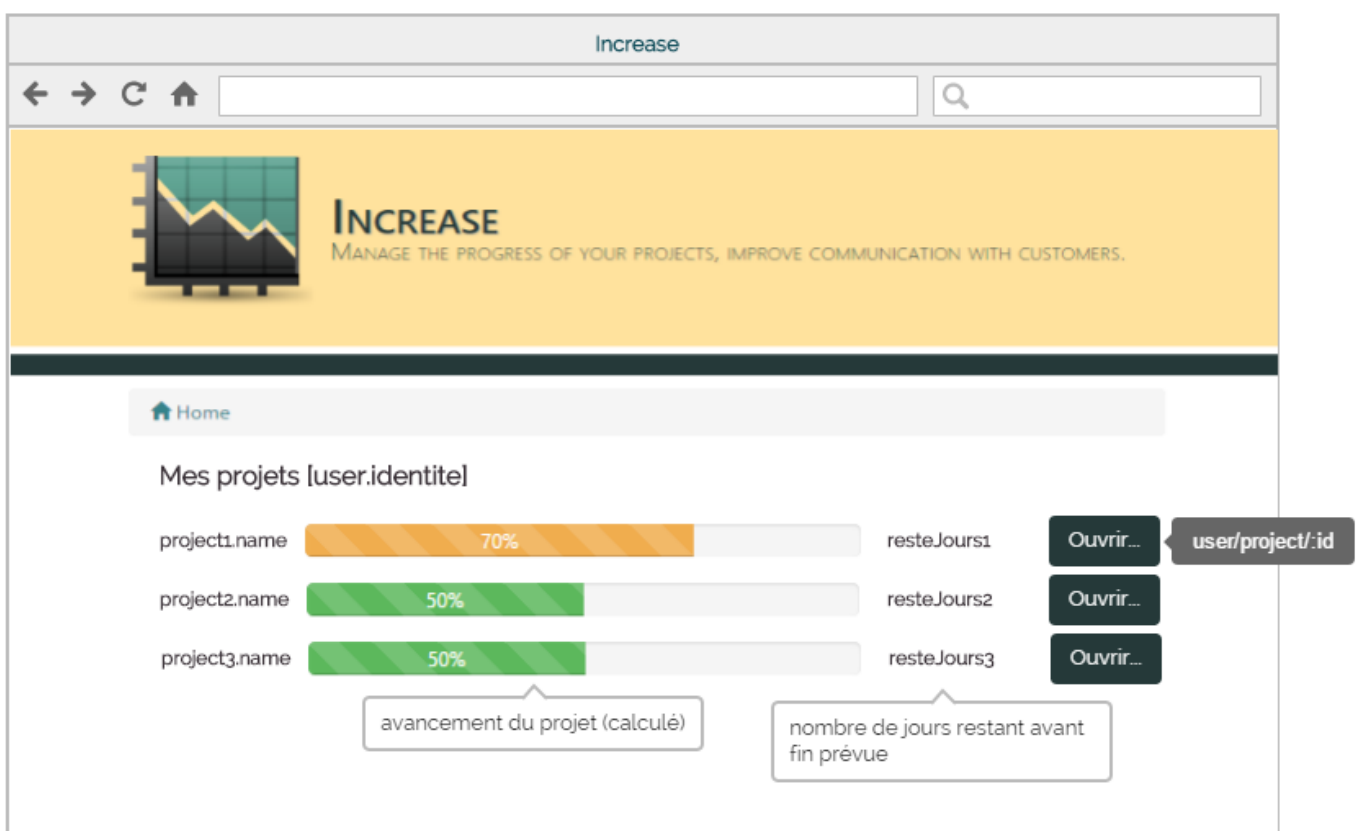 Increase
INCREASE
MANAGE THE PROGRESS OF YOUR PROJECTS, IMPROVE COMMUNICATION WITH CUSTOMERS.
Home
Mes projets [user.identite]
project1.name 70% resteJours1 Ouvrir... user/project/:id
project2.name 50% resteJours2 Ouvrir...
project3.name 50% resteJours3 Ouvrir...
avancement du projet (calculé)
nombre de jours restant avant
fin prévue